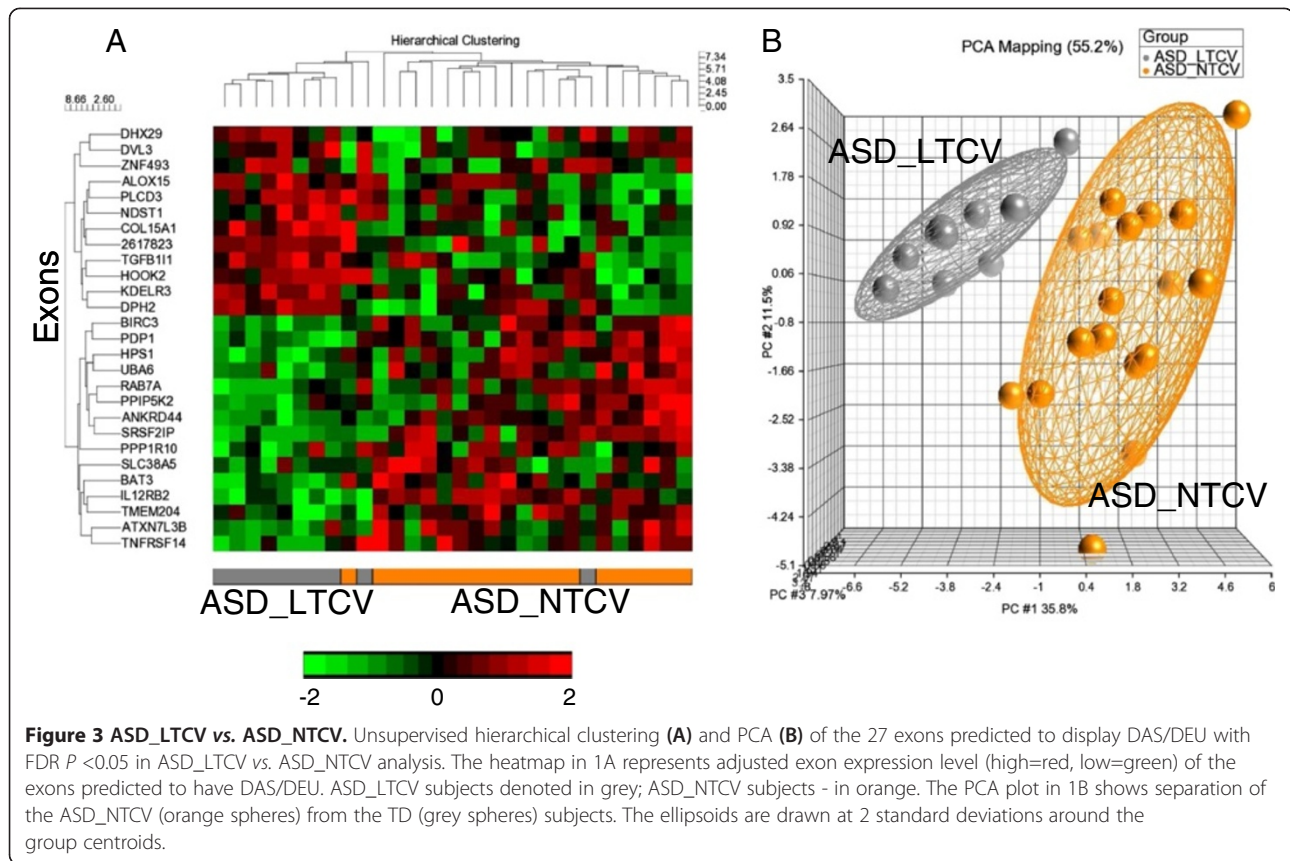 A
Hierarchical Clustering
7.34
5.71
4.08
2.45
0.00
8.66 2.60
Exons
DHX29
DVL3
ZNF493
ALOX15
PLCD3
NDST1
COL15A1
2617823
TGFB1I1
HOOK2
KDELR3
DPH2
BIRC3
PDP1
HPS1
UBA6
RAB7A
PPIP5K2
ANKRD44
SRSF2IP
PPP1R10
SLC38A5
BAT3
IL12RB2
TMEM204
ATXN7L3B
TNFRSF14
ASD_LTCV ASD_NTCV
-2 0 2
B
PCA Mapping (55.2%)
Group
ASD_LTCV
ASD_NTCV
3.5
2.64
1.78
0.92
0.06
-0.8
-1.66
-2.52
-3.38
-4.24
-5.1
PC #2 11.5%
ASD_LTCV
ASD_NTCV
-6.6 -5.2 -3.8 -2.4 -1 0.4 1.8 3.2 4.6 6
PC #3 7.97%
PC #1 35.8%
Figure 3 ASD_LTCV vs. ASD_NTCV. Unsupervised hierarchical clustering (A) and PCA (B) of the 27 exons predicted to display DAS/DEU with
FDR P <0.05 in ASD_LTCV vs. ASD_NTCV analysis. The heatmap in 1A represents adjusted exon expression level (high=red, low=green) of the
exons predicted to have DAS/DEU. ASD_LTCV subjects denoted in grey; ASD_NTCV subjects - in orange. The PCA plot in 1B shows separation of
the ASD_NTCV (orange spheres) from the TD (grey spheres) subjects. The ellipsoids are drawn at 2 standard deviations around the
group centroids.